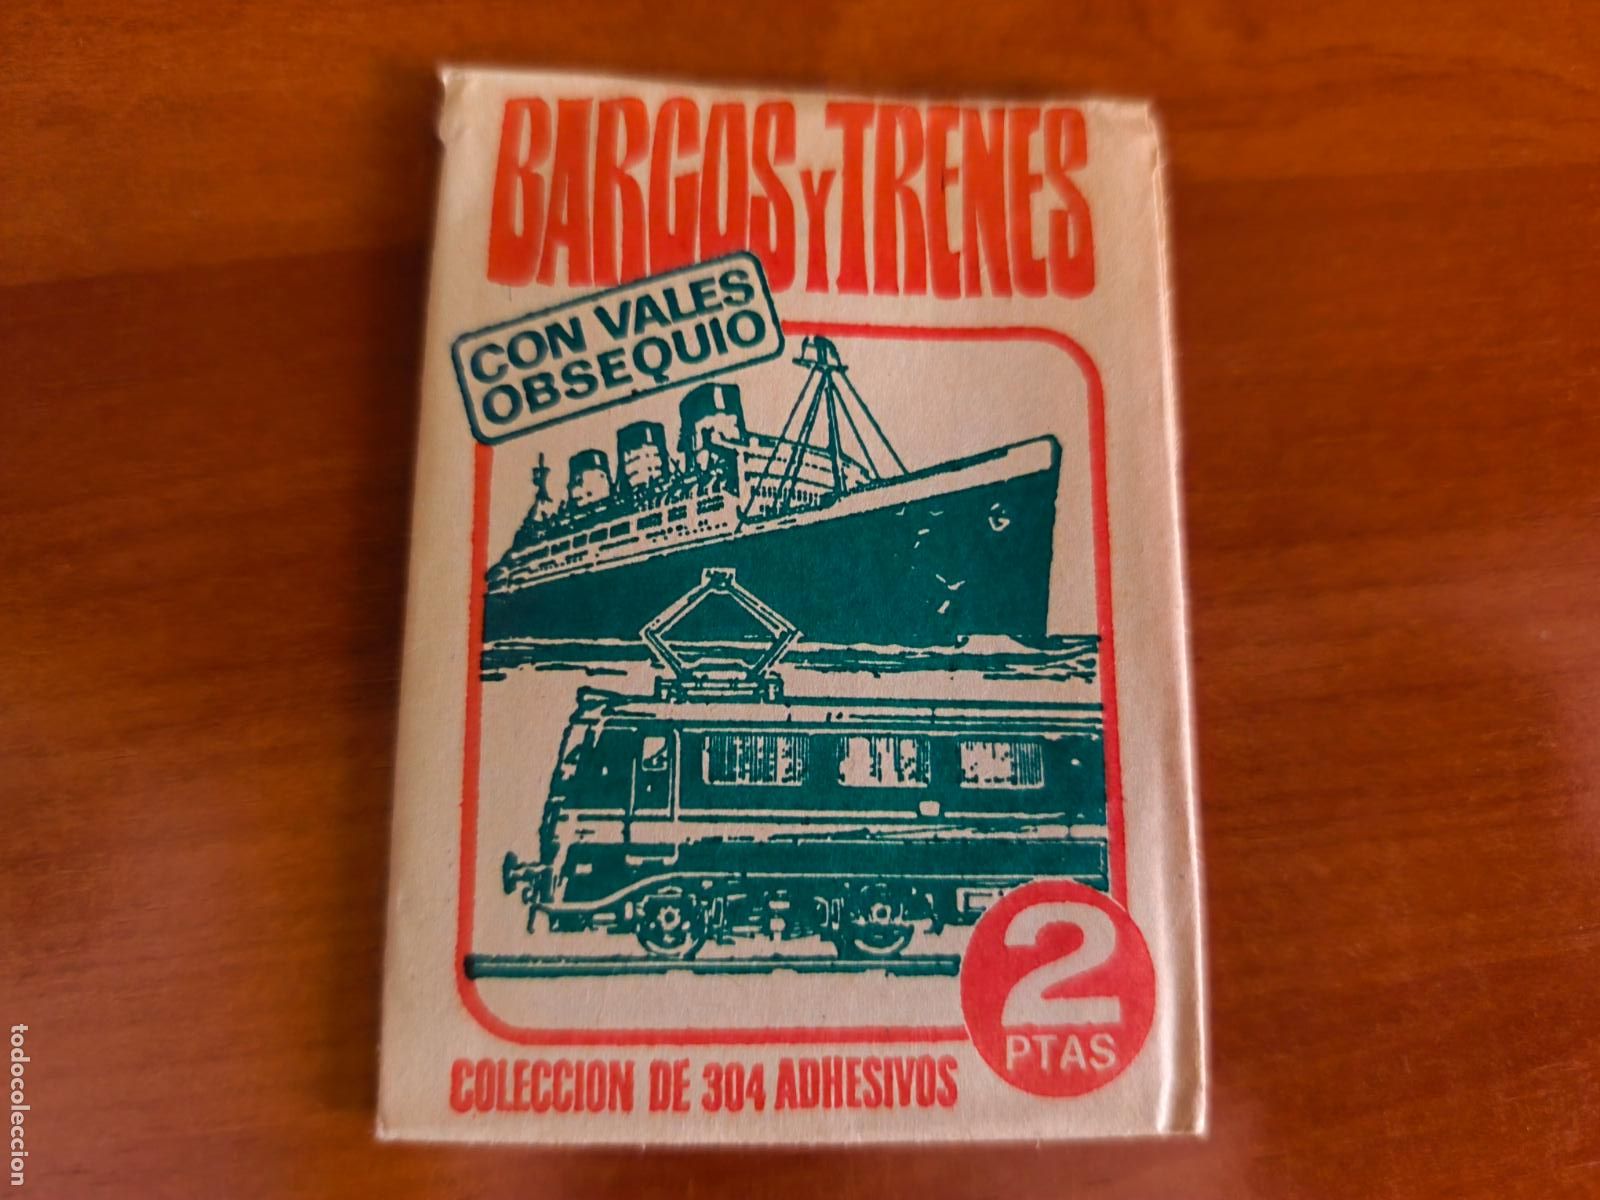 BARCOS Y TRENES
CON VALES
OBSEQUIO
2
PTAS
COLECCION DE 304 ADHESIVOS
todocoleccion